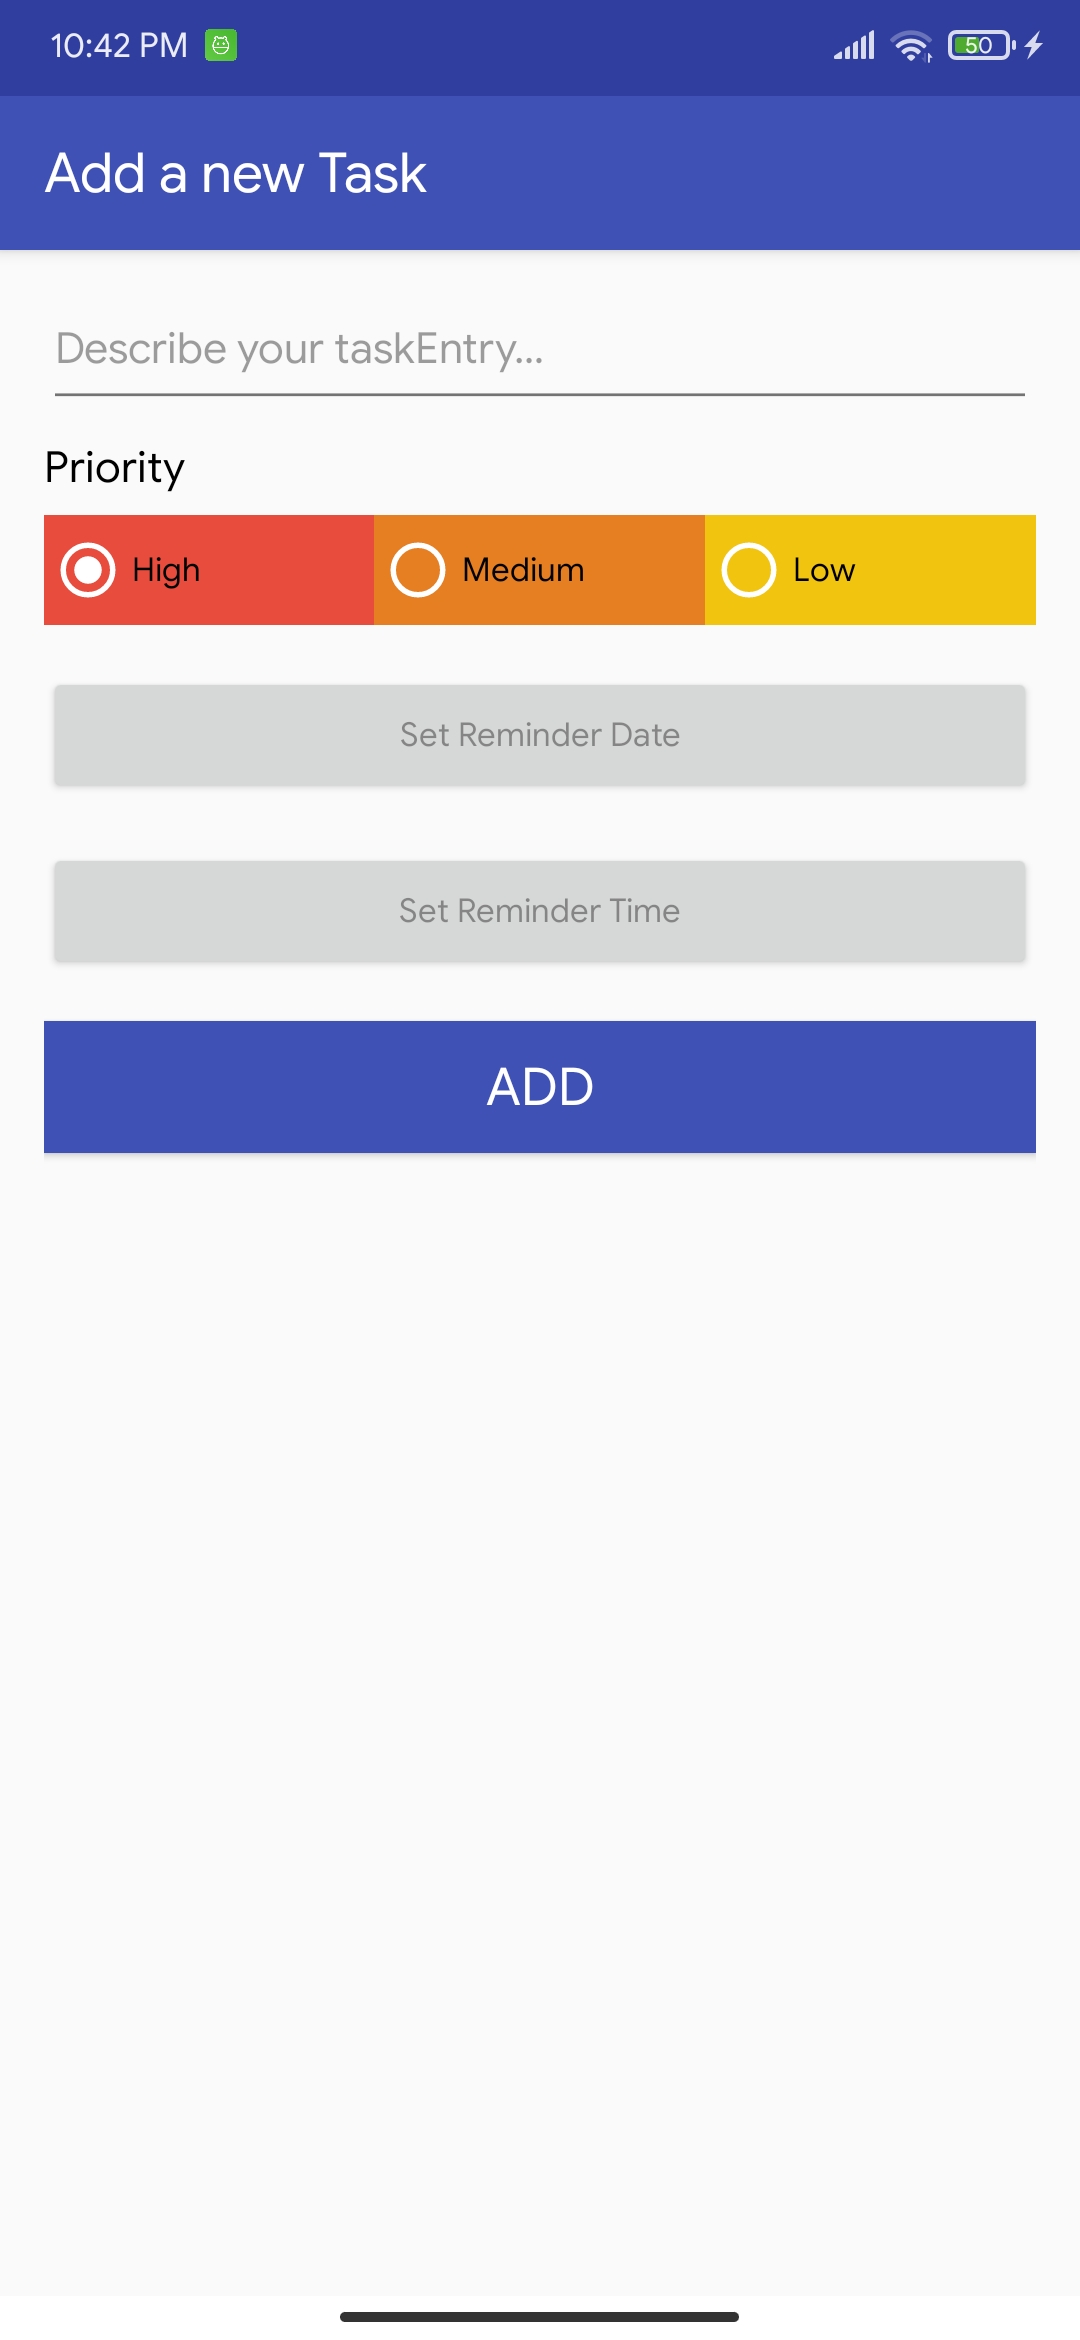 10:42 PM
50
Add a new Task
Describe your taskEntry...
Priority
High Medium Low
Set Reminder Date
Set Reminder Time
ADD